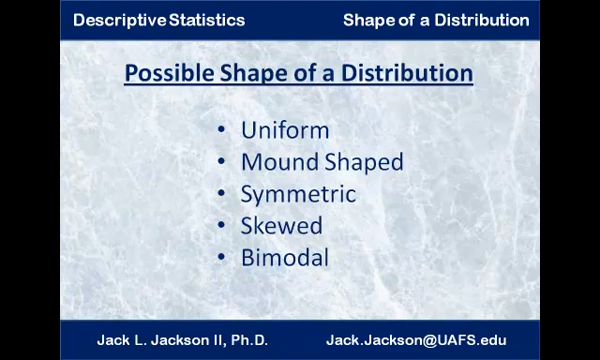 Descriptive Statistics Shape of a Distribution
Possible Shape of a Distribution
• Uniform
• Mound Shaped
• Symmetric
• Skewed
• Bimodal
Jack L. Jackson II, Ph.D. Jack.Jackson@UAFS.edu